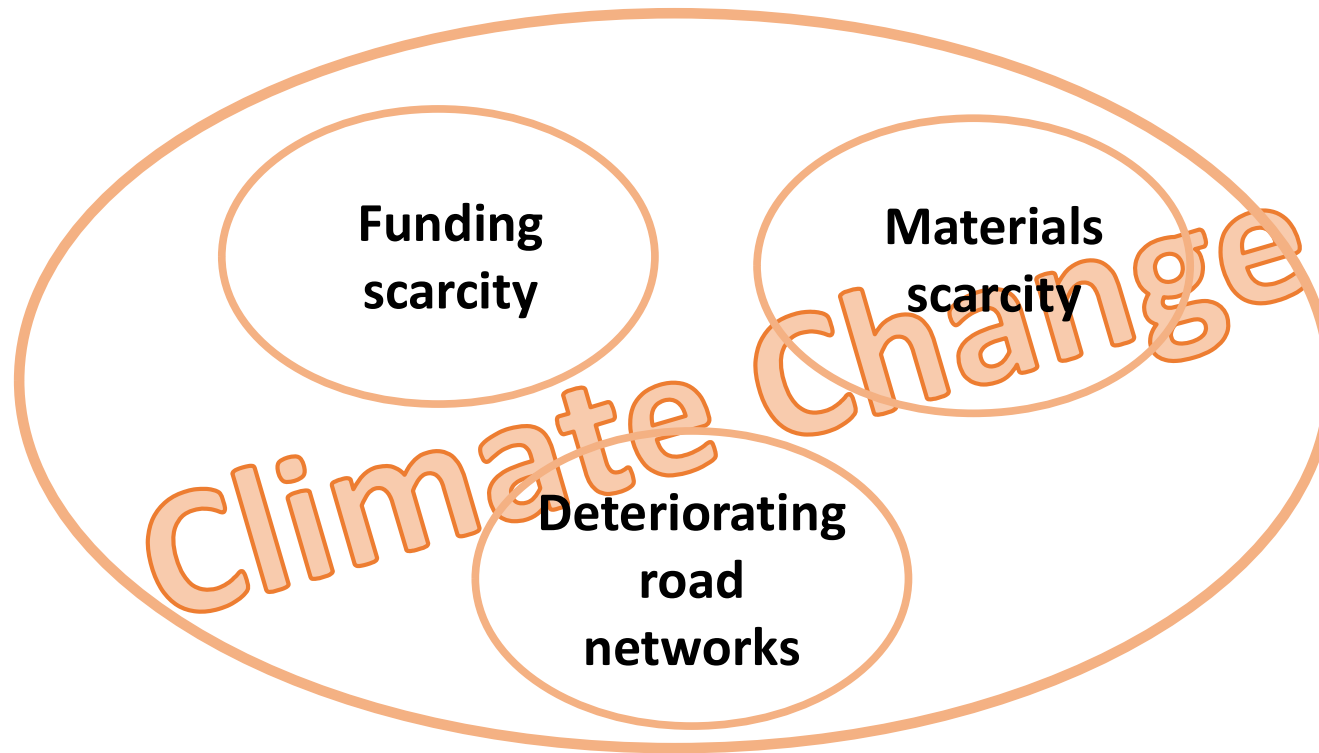 Funding
scarcity
Materials
scarcity
Climate Change
Deteriorating
road
networks